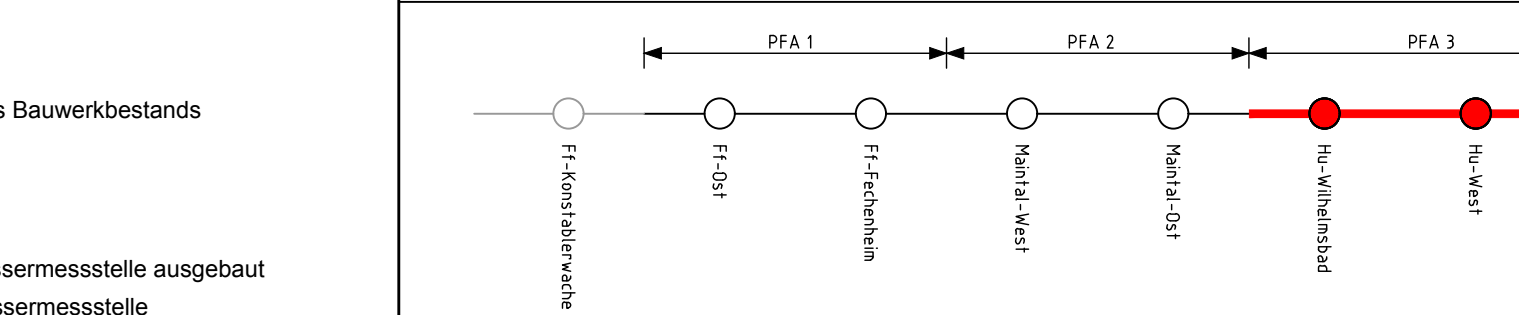 s Bauwerkbestands
ssermessstelle ausgebaut
ssermessstelle
PFA 1
PFA 2
PFA 3
Ff-Konstablerwache
Ff-Ost
Ff-Fechenheim
Maintal-West
Maintal-Ost
Hu-Wilhelmsbad
Hu-West